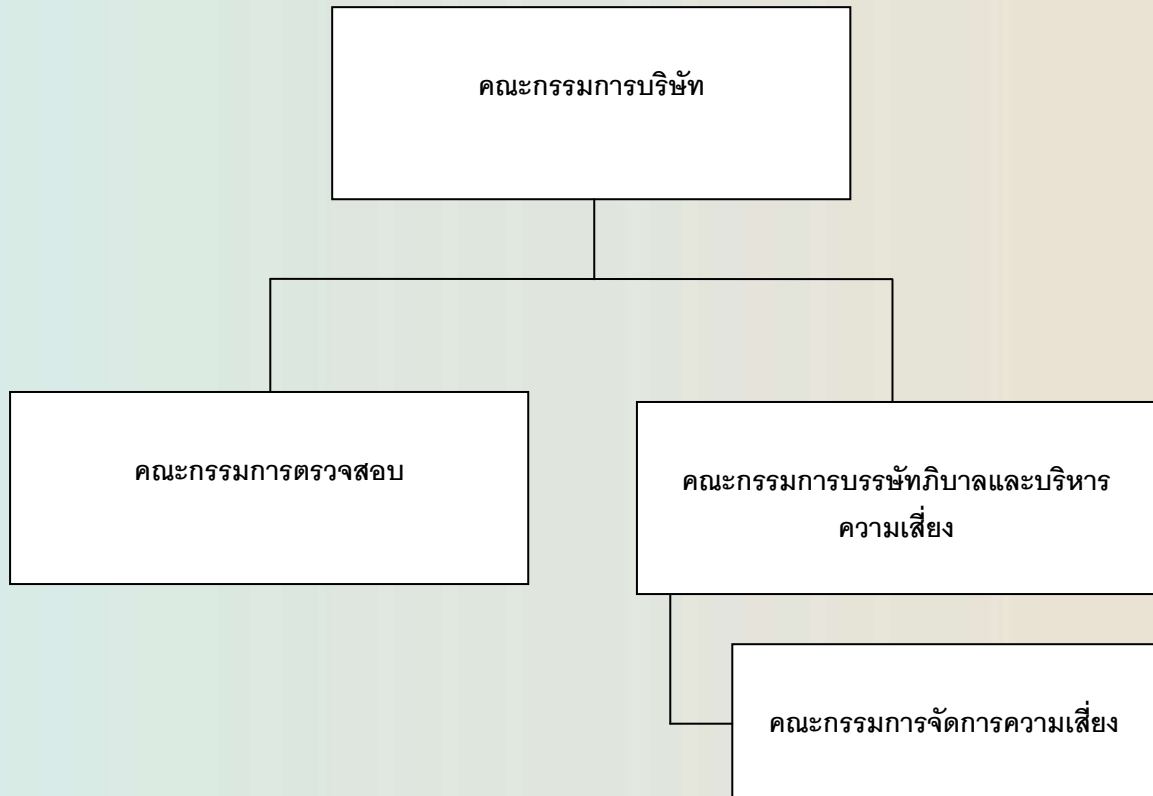 คณะกรรมการบริษัท
คณะกรรมการตรวจสอบ
คณะกรรมการบรรษัทภิบาลและบริหาร
ความเสี่ยง
คณะกรรมการจัดการความเสี่ยง